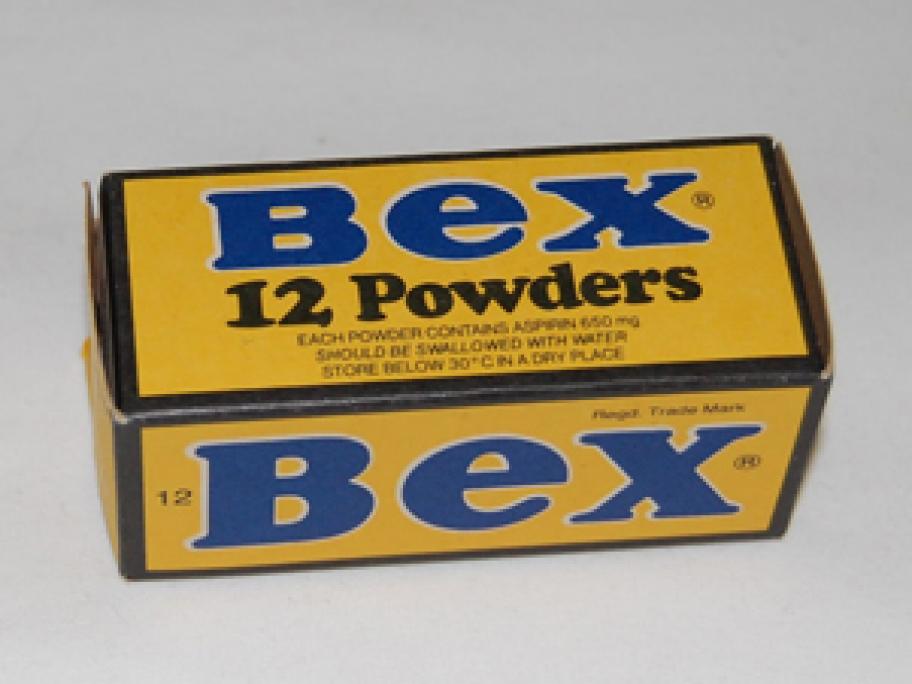 Bex®
12 Powders
EACH POWDER CONTAINS ASPIRIN 650 mg
SHOULD BE SWALLOWED WITH WATER
STORE BELOW 30°C IN A DRY PLACE
Regd. Trade Mark
12 Bex®